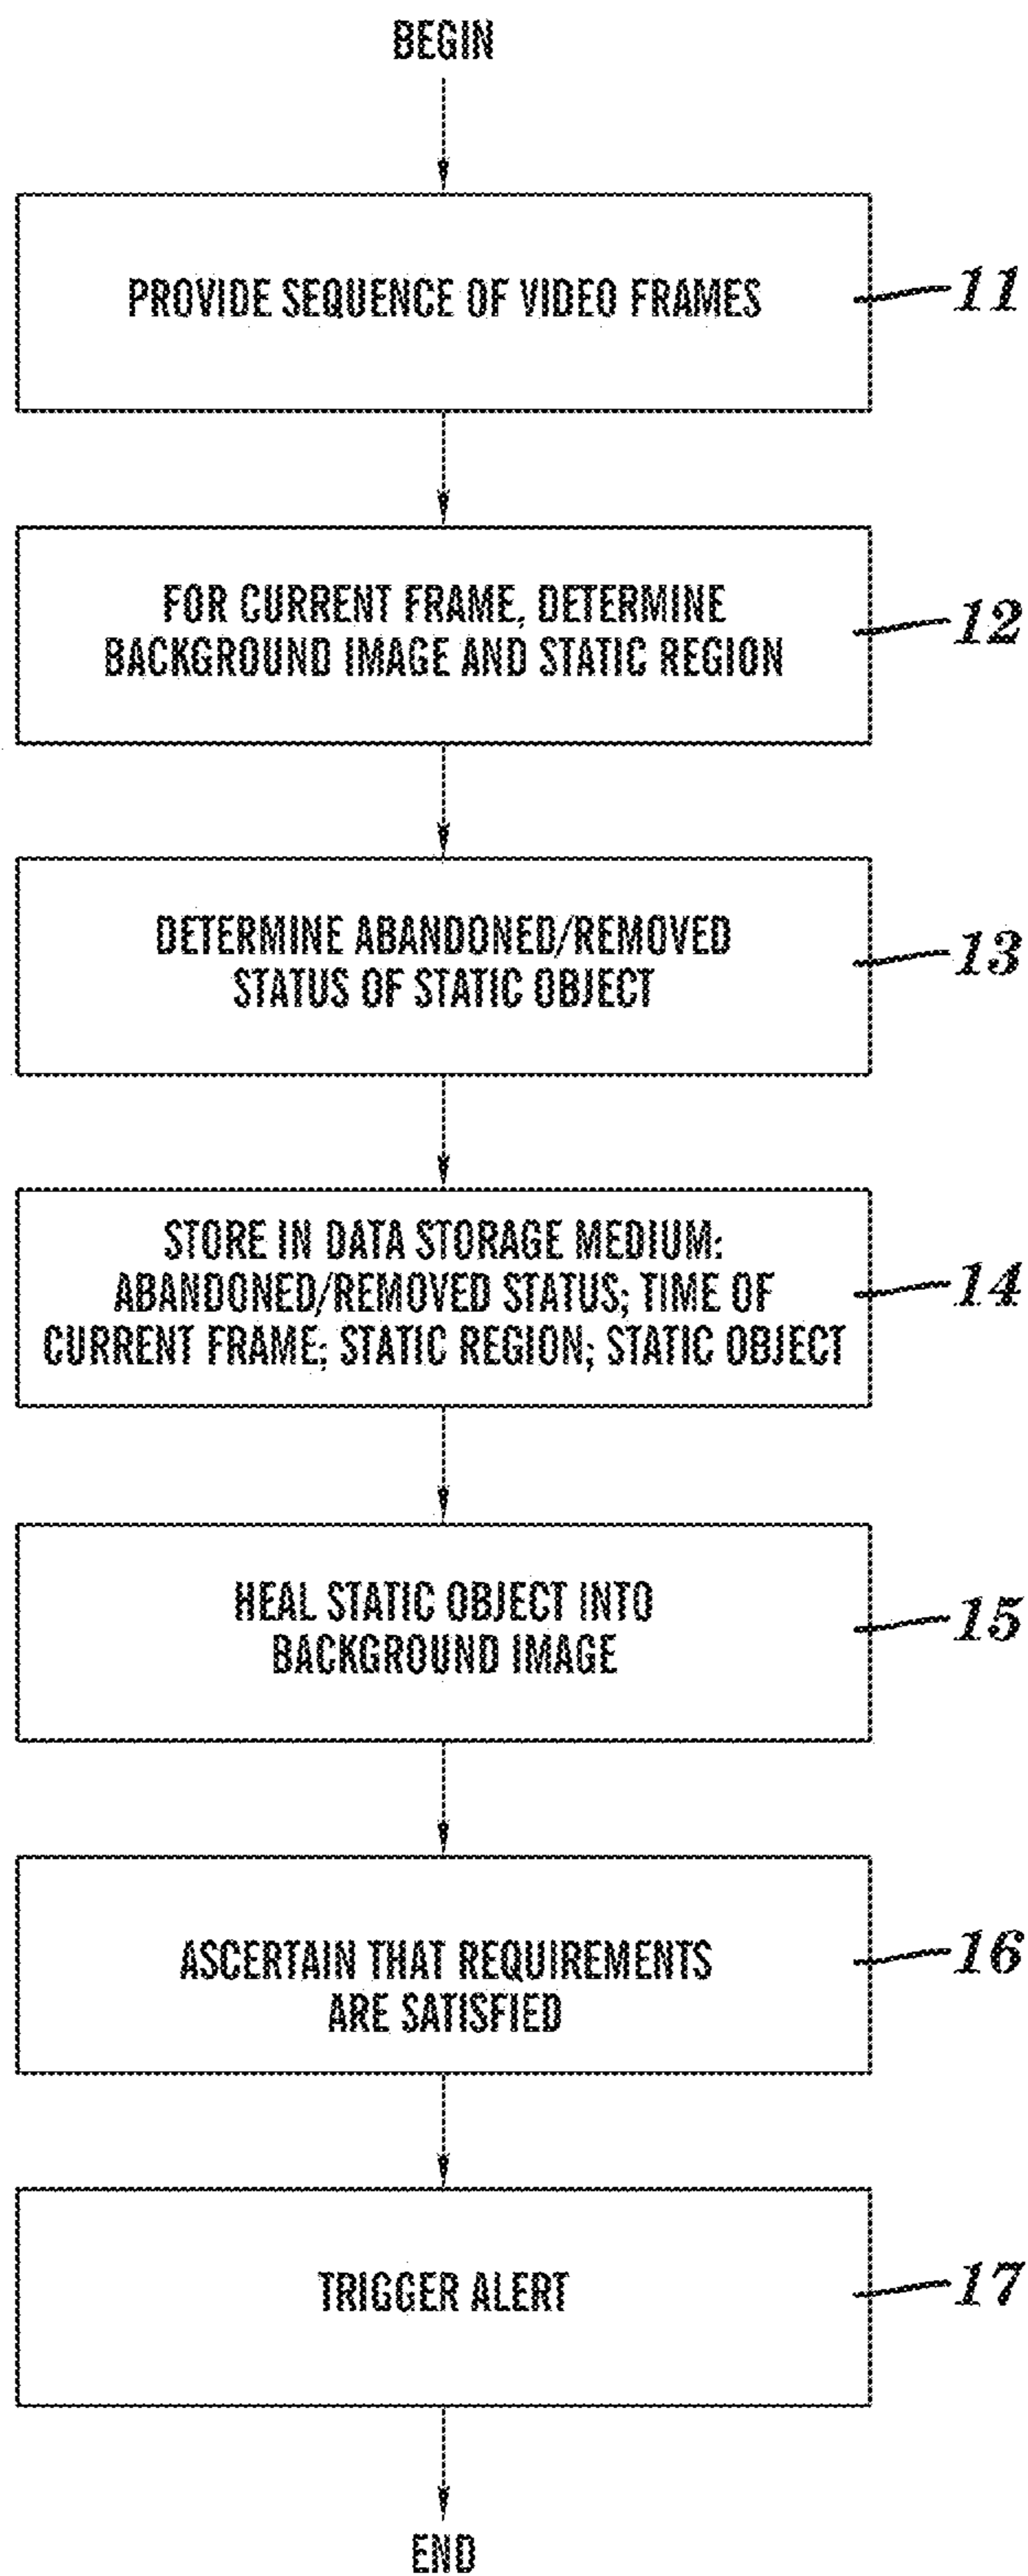 BEGIN
PROVIDE SEQUENCE OF VIDEO FRAMES
11
FOR CURRENT FRAME, DETERMINE
BACKGROUND IMAGE AND STATIC REGION
12
DETERMINE ABANDONED/REMOVED
STATUS OF STATIC OBJECT
13
STORE IN DATA STORAGE MEDIUM:
ABANDONED/REMOVED STATUS; TIME OF
CURRENT FRAME; STATIC REGION; STATIC OBJECT
14
HEAL STATIC OBJECT INTO
BACKGROUND IMAGE
15
ASCERTAIN THAT REQUIREMENTS
ARE SATISFIED
16
TRIGGER ALERT
17
END